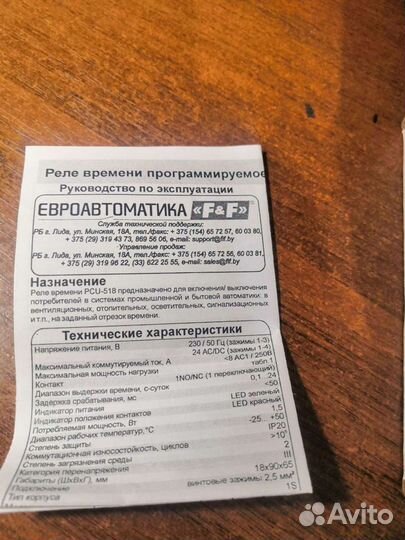 Реле времени программируемое
Руководство по эксплуатации
ЕВРОАВТОМАТИКА «F&F»®
Служба технической поддержки:
РБ г. Лида, ул. Минская, 18А, тел./факс: + 375 (154) 65 72 57, 60 03 80,
+ 375 (29) 319 43 73, 869 56 06, e-mail: support@fif.by
Управление продаж:
РБ г. Лида, ул. Минская, 18А, тел./факс: + 375 (154) 65 72 56, 60 03 81,
+ 375 (29) 319 96 22, (33) 622 25 55, e-mail: sales@fif.by
Назначение
Реле времени PCU-518 предназначено для включения/ выключения
потребителей в системах промышленной и бытовой автоматики: в
вентиляционных, отопительных, осветительных, сигнализационных
и т.п., на заданный отрезок времени.
Технические характеристики
Напряжение питания, В 230 / 50 Гц (зажимы 1-3)
24 AC/DC (зажимы 1-4)
Максимальный коммутируемый ток, А <8 AC1 / 250В
Максимальная мощность нагрузки табл.1
Контакт 1NO/NC (1 переключающий)
Диапазон выдержки времени, с-суток 0,1...24
Задержка срабатывания, мс <50
Индикатор питания LED зеленый
Индикатор положения контактов LED красный
Потребляемая мощность, Вт 1.5
Диапазон рабочих температур,°С -25... +50
Степень защиты IP20
Коммутационная износостойкость, циклов >10⁵
Степень загрязнения среды 2
Категория перенапряжения III
Габариты (ШхВхГ), мм 18х90х65
Подключение винтовые зажимы 2,5 мм²
Тип корпуса 1S
Avito